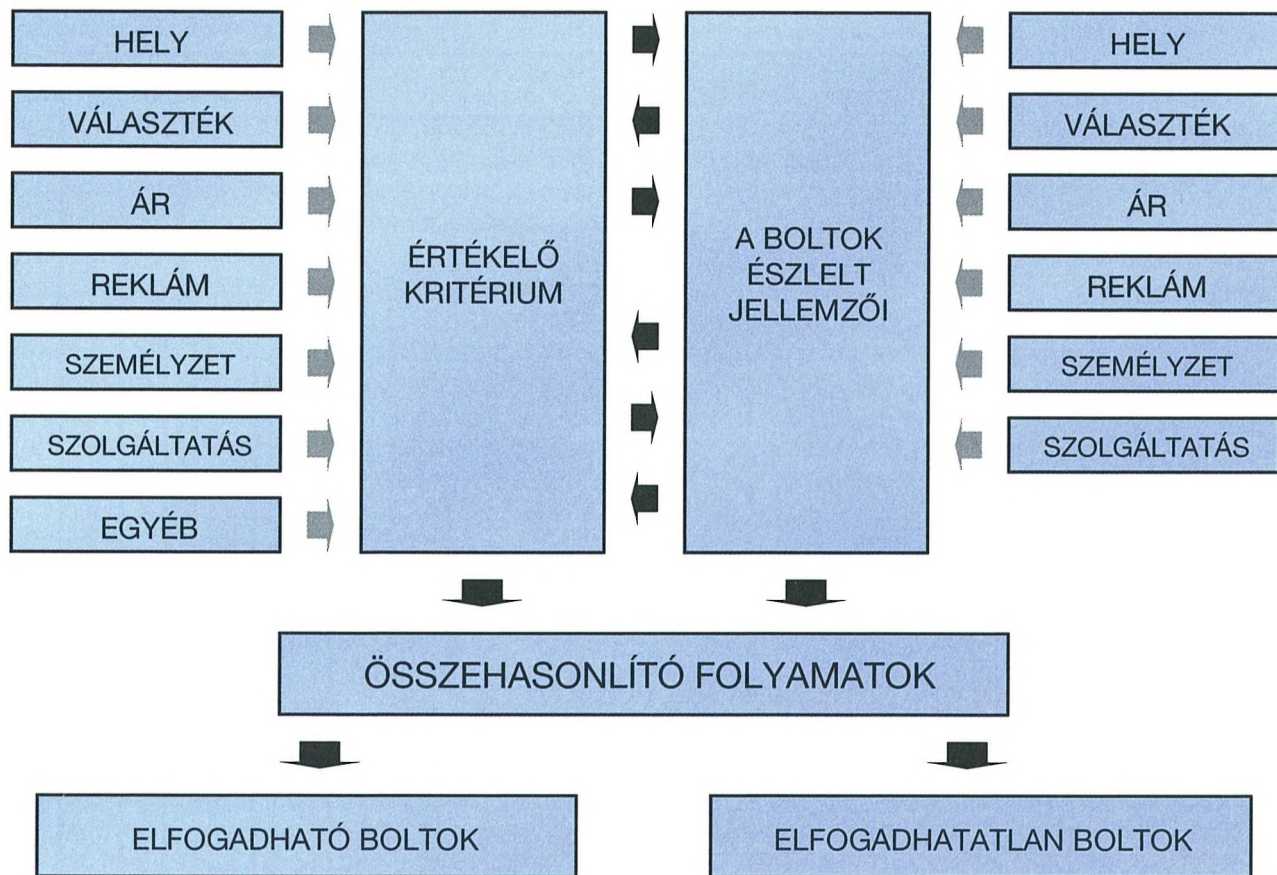 HELY
VÁLASZTÉK
ÁR
REKLÁM
SZEMÉLYZET
SZOLGÁLTATÁS
EGYÉB
ÉRTÉKELŐ
KRITÉRIUM
A BOLTOK
ÉSZLELT
JELLEMZŐI
HELY
VÁLASZTÉK
ÁR
REKLÁM
SZEMÉLYZET
SZOLGÁLTATÁS
ÖSSZEHASONLÍTÓ FOLYAMATOK
ELFOGADHATÓ BOLTOK
ELFOGADHATATLAN BOLTOK